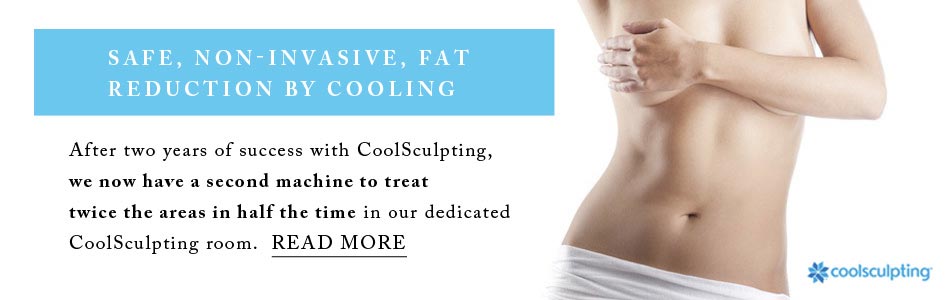 SAFE, NON-INVASIVE, FAT
REDUCTION BY COOLING
After two years of success with CoolSculpting,
we now have a second machine to treat
twice the areas in half the time in our dedicated
CoolSculpting room. READ MORE
coolsculpting